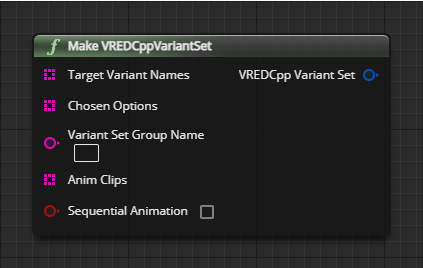 f Make VREDCppVariantSet
Target Variant Names
VREDCpp Variant Set
Chosen Options
Variant Set Group Name
Anim Clips
Sequential Animation